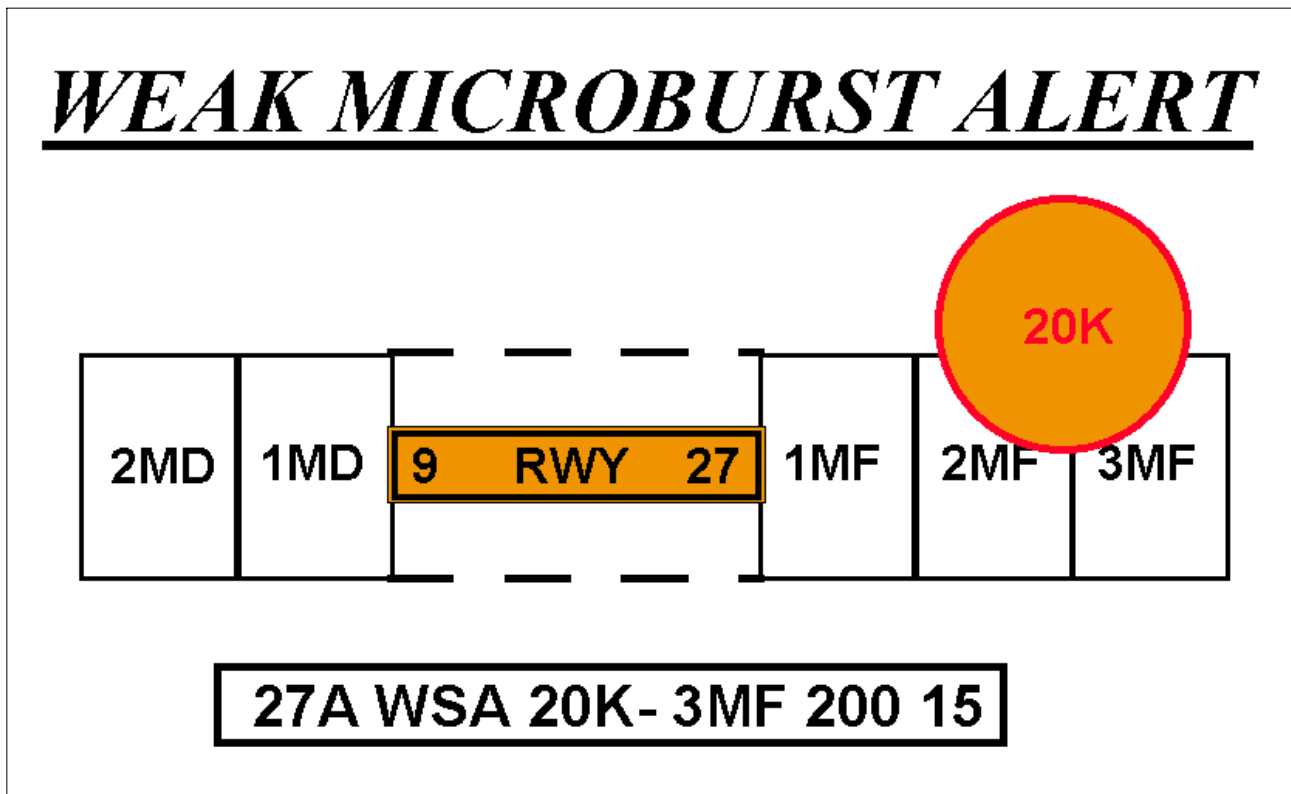 WEAK MICROBURST ALERT
20K
2MD 1MD 9 RWY 27 1MF 2MF 3MF
27A WSA 20K- 3MF 200 15